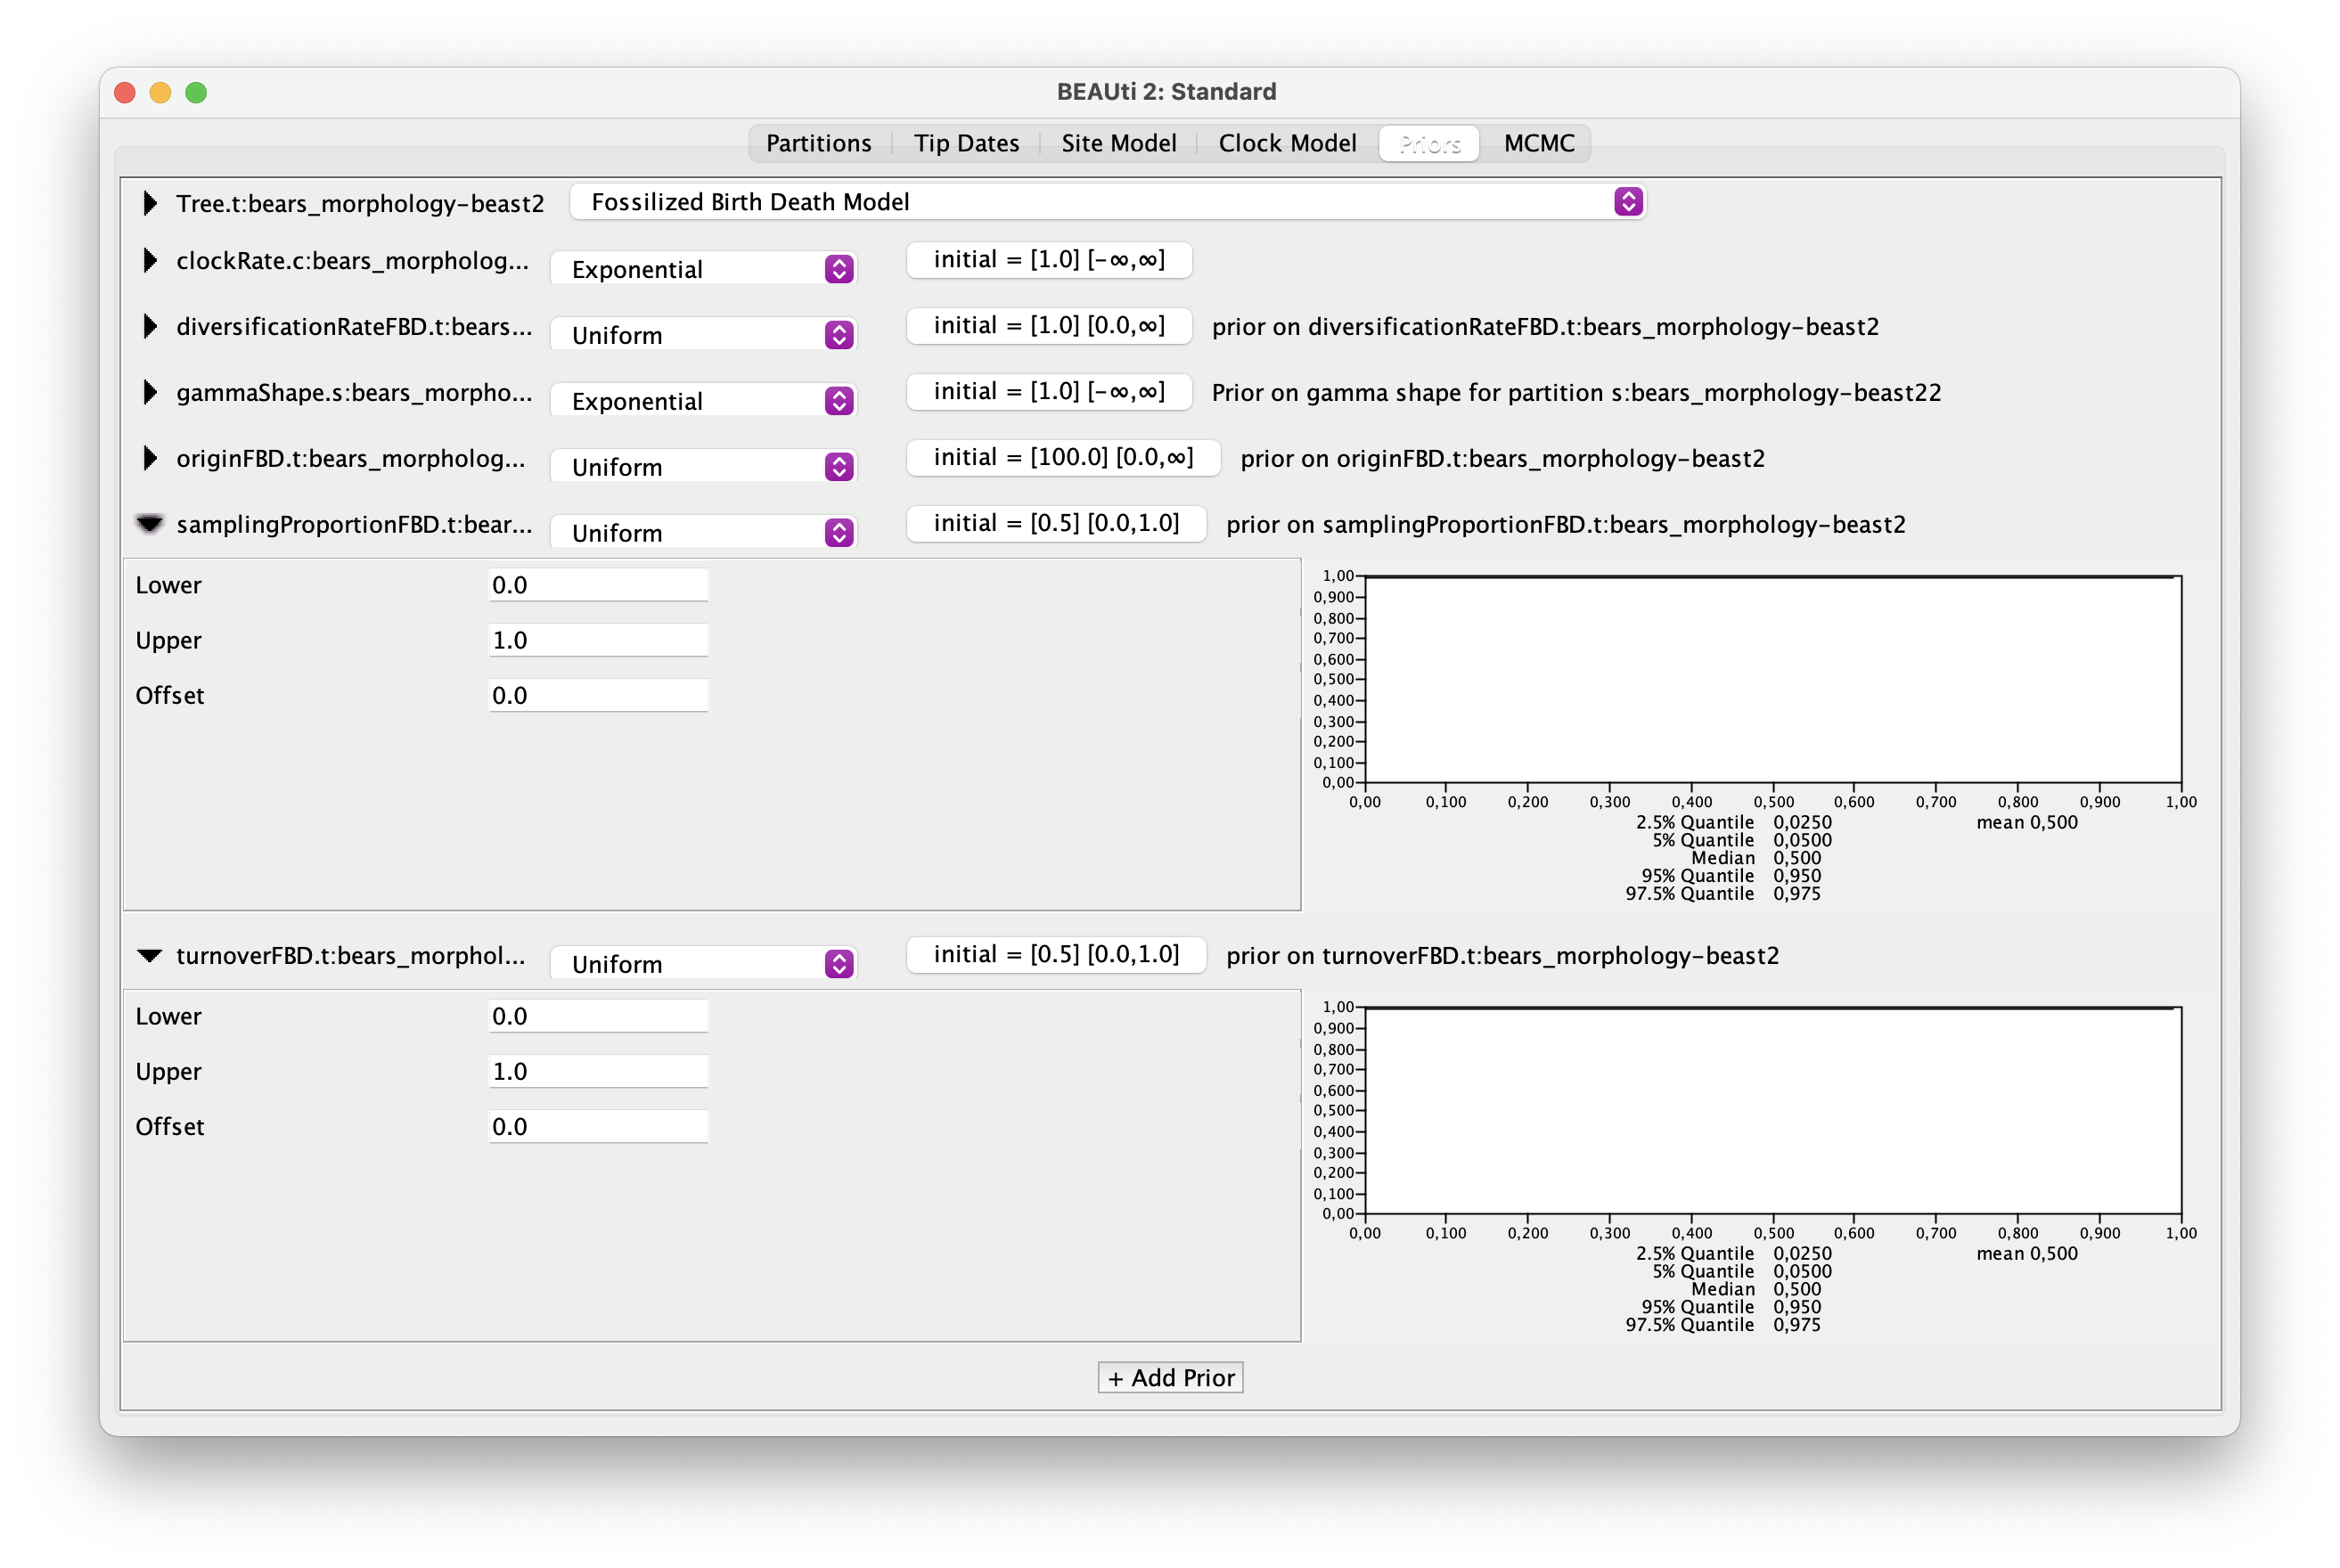 BEAUti 2: Standard
Partitions Tip Dates Site Model Clock Model Priors MCMC
Tree.t:bears_morphology-beast2 Fossilized Birth Death Model
clockRate.c:bears_morpholog... Exponential initial = [1.0] [-∞,∞]
diversificationRateFBD.t:bears... Uniform initial = [1.0] [0.0,∞] prior on diversificationRateFBD.t:bears_morphology-beast2
gammaShape.s:bears_morpho... Exponential initial = [1.0] [-∞,∞] Prior on gamma shape for partition s:bears_morphology-beast22
originFBD.t:bears_morpholog... Uniform initial = [100.0] [0.0,∞] prior on originFBD.t:bears_morphology-beast2
samplingProportionFBD.t:bear... Uniform initial = [0.5] [0.0,1.0] prior on samplingProportionFBD.t:bears_morphology-beast2
Lower 0.0
Upper 1.0
Offset 0.0
1,00
0,900
0,800
0,700
0,600
0,500
0,400
0,300
0,200
0,100
0,00
0,00 0,100 0,200 0,300 0,400 0,500 0,600 0,700 0,800 0,900 1,00
2.5% Quantile 0,0250 mean 0,500
5% Quantile 0,0500
Median 0,500
95% Quantile 0,950
97.5% Quantile 0,975
turnoverFBD.t:bears_morphol... Uniform initial = [0.5] [0.0,1.0] prior on turnoverFBD.t:bears_morphology-beast2
Lower 0.0
Upper 1.0
Offset 0.0
1,00
0,900
0,800
0,700
0,600
0,500
0,400
0,300
0,200
0,100
0,00
0,00 0,100 0,200 0,300 0,400 0,500 0,600 0,700 0,800 0,900 1,00
2.5% Quantile 0,0250 mean 0,500
5% Quantile 0,0500
Median 0,500
95% Quantile 0,950
97.5% Quantile 0,975
+ Add Prior